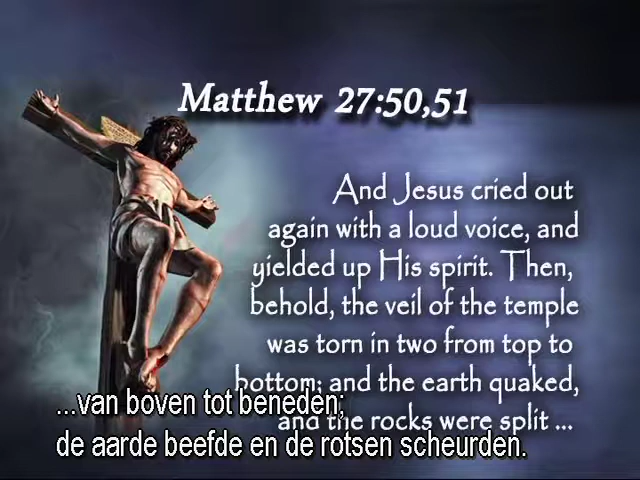 Matthew 27:50,51
And Jesus cried out
again with a loud voice, and
yielded up His spirit. Then,
behold, the veil of the temple
was torn in two from top to
bottom; and the earth quaked,
and the rocks were split ...
...van boven tot beneden;
de aarde beefde en de rotsen scheurden.